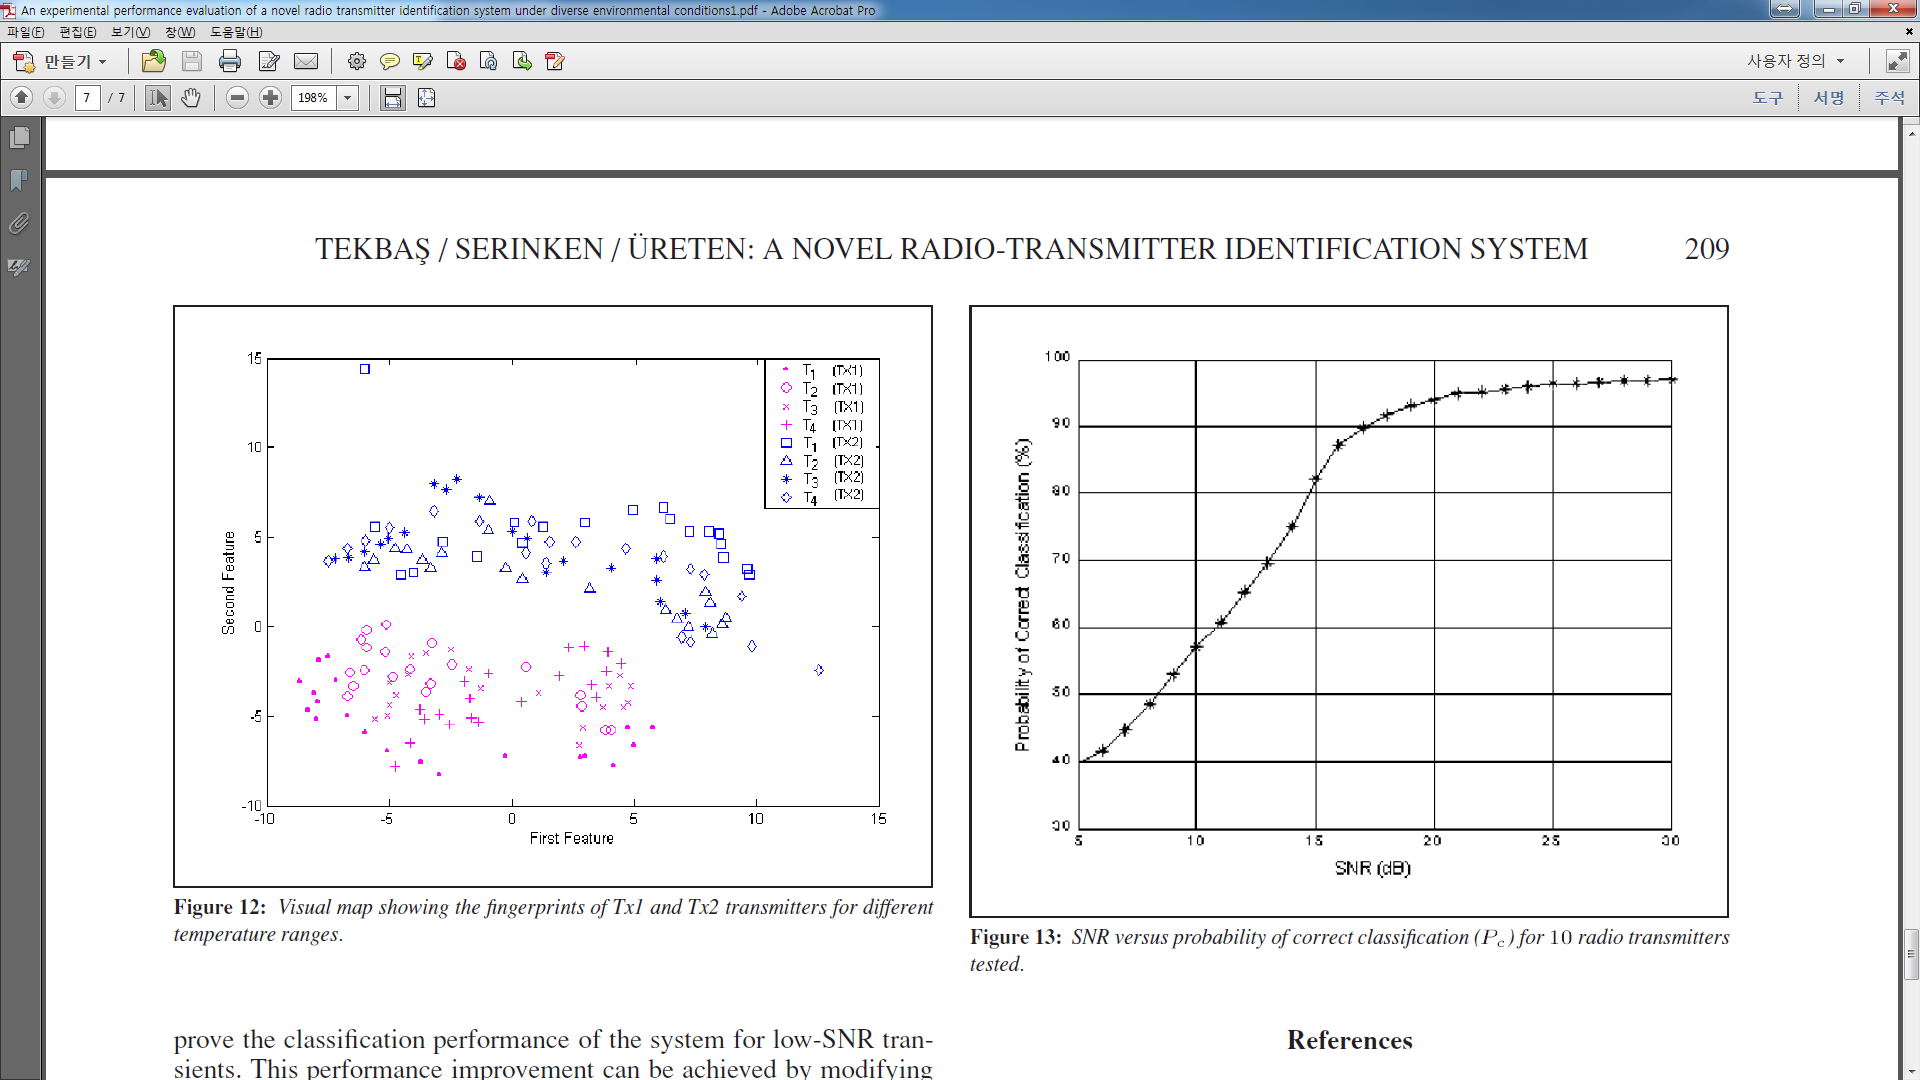 An experimental performance evaluation of a novel radio transmitter identification system under diverse environmental conditions1.pdf - Adobe Acrobat Pro
파일(F) 편집(E) 보기(V) 창(W) 도움말(H)
만들기 사용자 정의
7 / 7 198% 도구 서명 주석
TEKBAŞ / SERINKEN / ÜRETEN: A NOVEL RADIO-TRANSMITTER IDENTIFICATION SYSTEM 209
15
10
5
0
-5
-10
-10 -5 0 5 10 15
First Feature
Second Feature
T1 (TX1)
T2 (TX1)
T3 (TX1)
T4 (TX1)
T1 (TX2)
T2 (TX2)
T3 (TX2)
T4 (TX2)
Figure 12: Visual map showing the fingerprints of Tx1 and Tx2 transmitters for different
temperature ranges.
100
90
80
70
60
50
40
30
5 10 15 20 25 30
SNR (dB)
Probability of Correct Classification (%)
Figure 13: SNR versus probability of correct classification (Pc) for 10 radio transmitters
tested.
prove the classification performance of the system for low-SNR tran-
sients. This performance improvement can be achieved by modifying
References